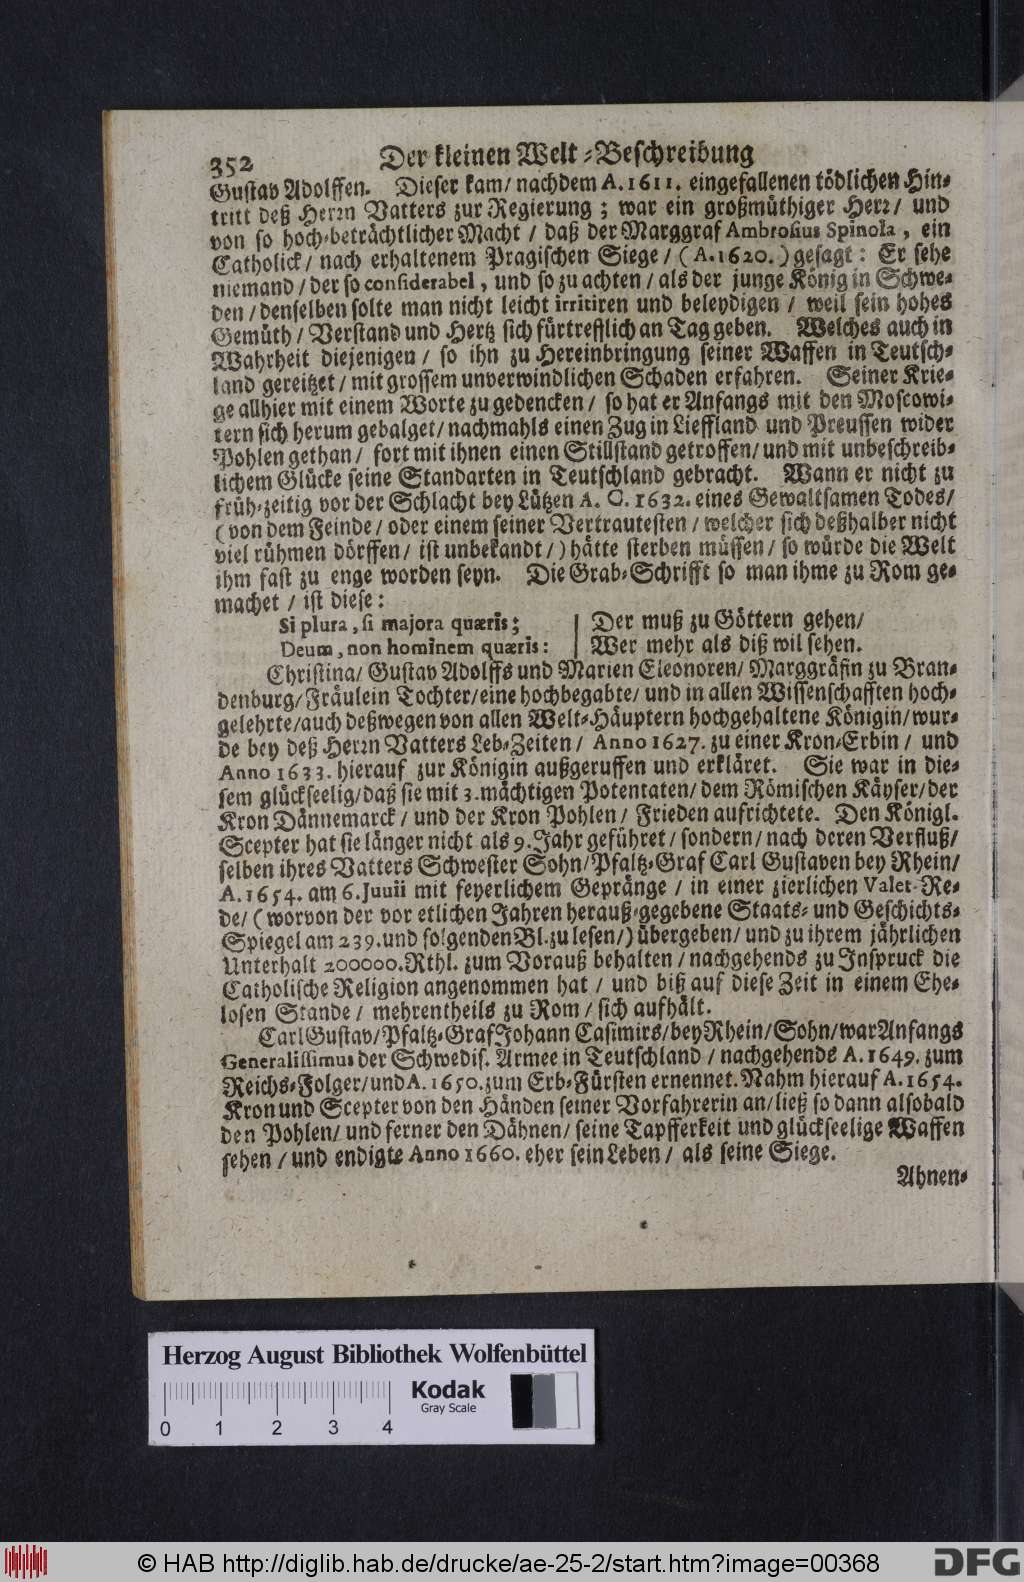 352 Der kleinen Welt-Beschreibung
Gustav Adolffen. Dieser kam/ nachdem A. 1611. eingefallenen tödlichen Hin-
tritt deß Herrn Vatters zur Regierung; war ein großmüthiger Herr/ und
von so hoch-beträchtlicher Macht/ daß der Marggraf Ambrosius Spinola, ein
Catholick/ nach erhaltenem Pragischen Siege/ (A. 1620.) gesagt: Er sehe
niemand/ der so considerabel, und so zu achten/ als der junge König in Schwe-
den/ denselben solte man nicht leicht irritiren und beleydigen/ weil sein hohes
Gemüth/ Verstand und Hertz sich fürtrefflich an Tag geben. Welches auch in
Wahrheit diejenigen/ so ihn zu Hereinbringung seiner Waffen in Teutsch-
land gereitzet/ mit grossem unverwindlichen Schaden erfahren. Seiner Krie-
ge allhier mit einem Worte zu gedencken/ so hat er Anfangs mit den Moscowi-
tern sich herum gebalget/ nachmahls einen Zug in Lieffland und Preussen wider
Pohlen gethan/ fort mit ihnen einen Stillstand getroffen/ und mit unbeschreib-
lichem Glücke seine Standarten in Teutschland gebracht. Wann er nicht zu
früh-zeitig vor der Schlacht bey Lützen A. C. 1632. eines Gewaltsamen Todes/
(von dem Feinde/ oder einem seiner Vertrautesten/ welcher sich deßhalber nicht
viel rühmen dörffen/ ist unbekandt/) hätte sterben müssen/ so würde die Welt
ihm fast zu enge worden seyn. Die Grab-Schrifft so man ihme zu Rom ge-
machet/ ist diese:
Si plura, si majora quæris; | Der muß zu Göttern gehen/
Deum, non hominem quæris: | Wer mehr als diß wil sehen.
Christina/ Gustav Adolffs und Marien Eleonoren/ Marggräfin zu Bran-
denburg/ Fräulein Tochter/ eine hochbegabte/ und in allen Wissenschafften hoch-
gelehrte/ auch deßwegen von allen Welt-Häuptern hochgehaltene Königin/ wur-
de bey deß Herrn Vatters Leb-Zeiten/ Anno 1627. zu einer Kron-Erbin/ und
Anno 1633. hierauf zur Königin außgeruffen und erkläret. Sie war in die-
sem glückseelig/ daß sie mit 3. mächtigen Potentaten/ dem Römischen Käyser/ der
Kron Dännemarck/ und der Kron Pohlen/ Frieden aufrichtete. Den Königl.
Scepter hat sie länger nicht als 9. Jahr geführet/ sondern/ nach deren Verfluß/
selben ihres Vatters Schwester Sohn/ Pfaltz-Graf Carl Gustaven bey Rhein/
A. 1654. am 6. Juuii mit feyerlichem Gepränge/ in einer zierlichen Valet-Re-
de/ (worvon der vor etlichen Jahren herauß-gegebene Staats- und Geschichts-
Spiegel am 239. und folgenden Bl. zu lesen/) übergeben/ und zu ihrem jährlichen
Unterhalt 200000. Rthl. zum Vorauß behalten/ nachgehends zu Inspruck die
Catholische Religion angenommen hat/ und biß auf diese Zeit in einem Ehe-
losen Stande/ mehrentheils zu Rom/ sich aufhält.
Carl Gustav/ Pfaltz-Graf Johann Casimirs/ bey Rhein/ Sohn/ war Anfangs
Generalissimus der Schwedis. Armee in Teutschland/ nachgehends A. 1649. zum
Reichs-Folger/ und A. 1650. zum Erb-Fürsten ernennet. Nahm hierauf A. 1654.
Kron und Scepter von den Händen seiner Vorfahrerin an/ ließ so dann alsobald
den Pohlen/ und ferner den Dähnen/ seine Tapfferkeit und glückseelige Waffen
sehen/ und endigte Anno 1660. eher sein Leben/ als seine Siege.
Ahnen-
Herzog August Bibliothek Wolfenbüttel
Kodak
Gray Scale
0 1 2 3 4
© HAB http://diglib.hab.de/drucke/ae-25-2/start.htm?image=00368
DFG